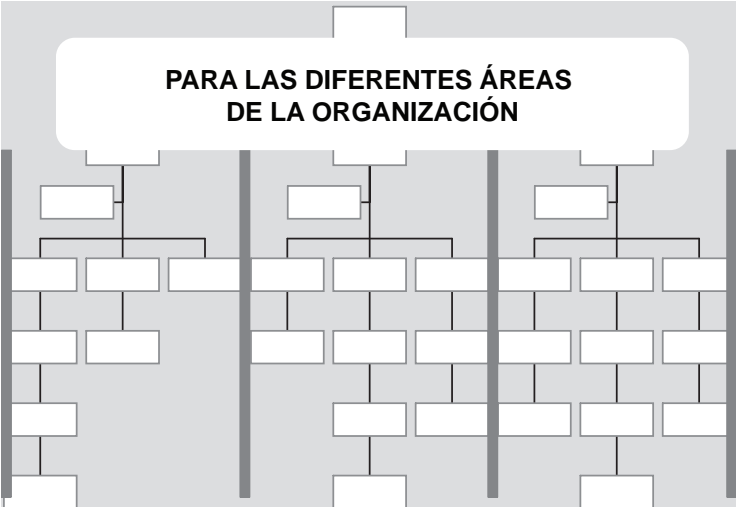 PARA LAS DIFERENTES ÁREAS
DE LA ORGANIZACIÓN